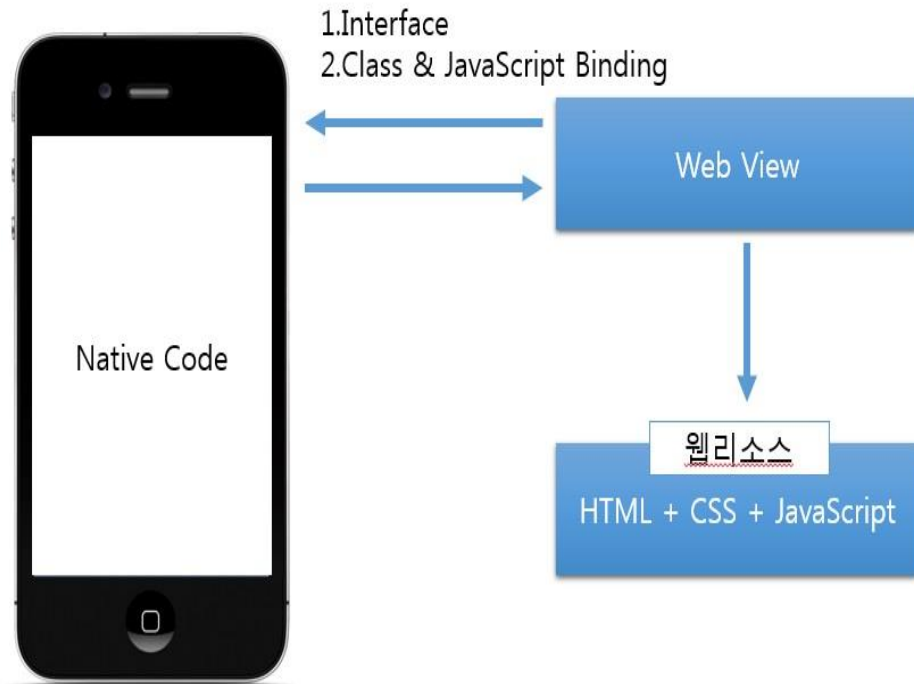 1.Interface
2.Class & JavaScript Binding
Web View
Native Code
웹리소스
HTML + CSS + JavaScript